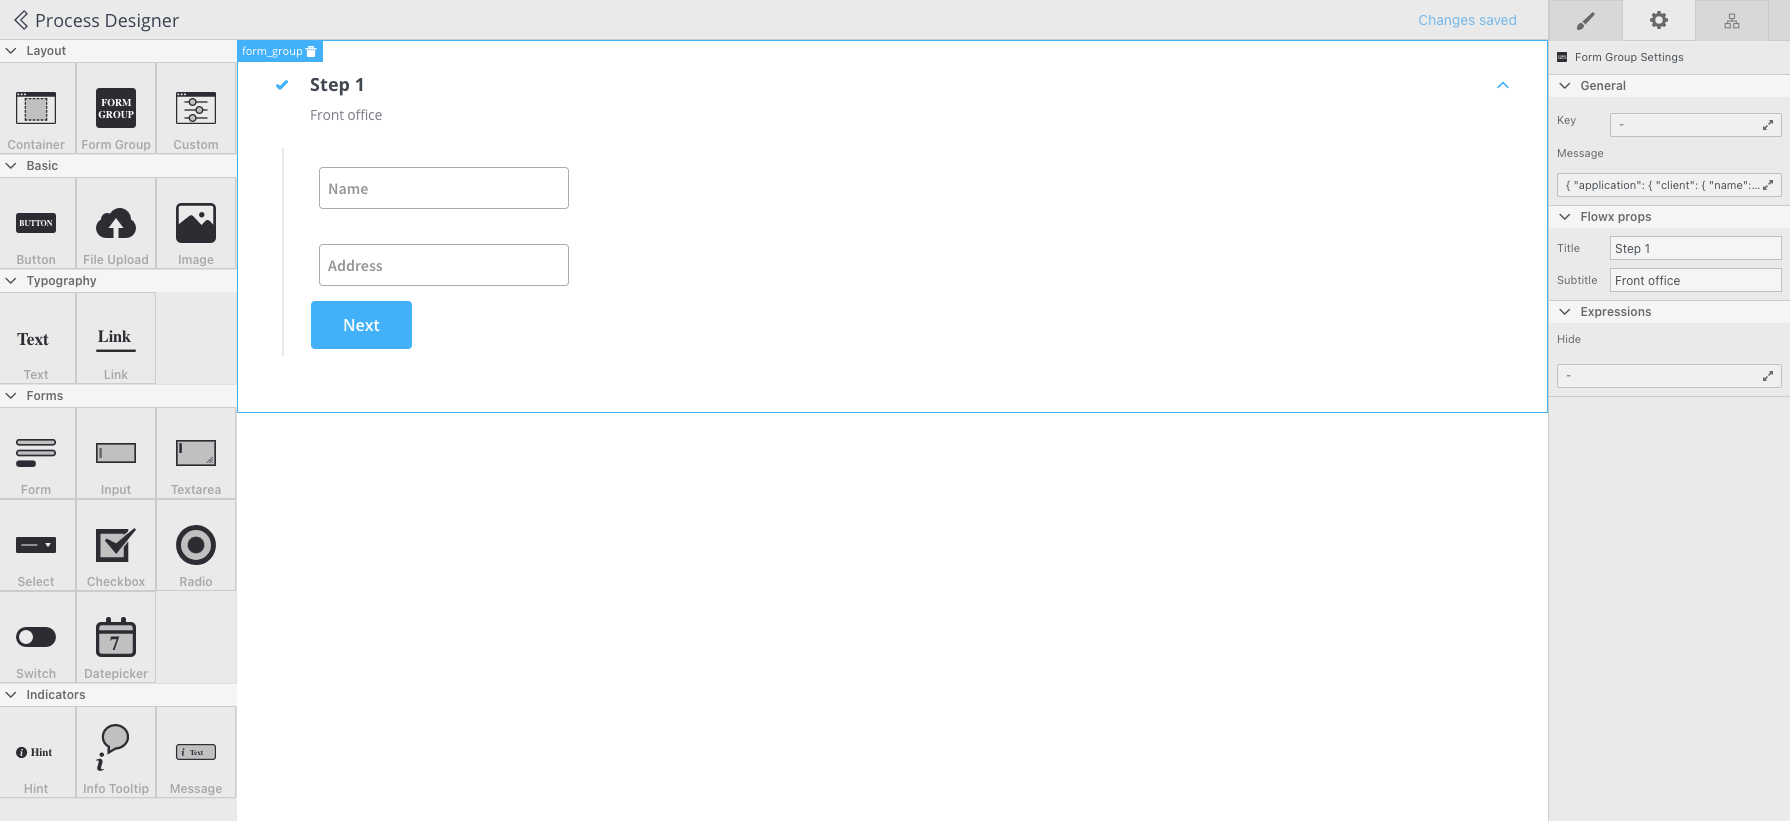 Process Designer
Changes saved
Layout
FORM
GROUP
Container
Form Group
Custom
Basic
BUTTON
Button
File Upload
Image
Typography
Text
Link
Text
Link
Forms
Form
Input
Textarea
Select
Checkbox
Radio
7
Switch
Datepicker
Indicators
i Hint
i
i Text
Hint
Info Tooltip
Message
form_group
Step 1
Front office
Name
Address
Next
Form Group Settings
General
Key
-
Message
{ "application": { "client": { "name":...
Flowx props
Title
Step 1
Subtitle
Front office
Expressions
Hide
-